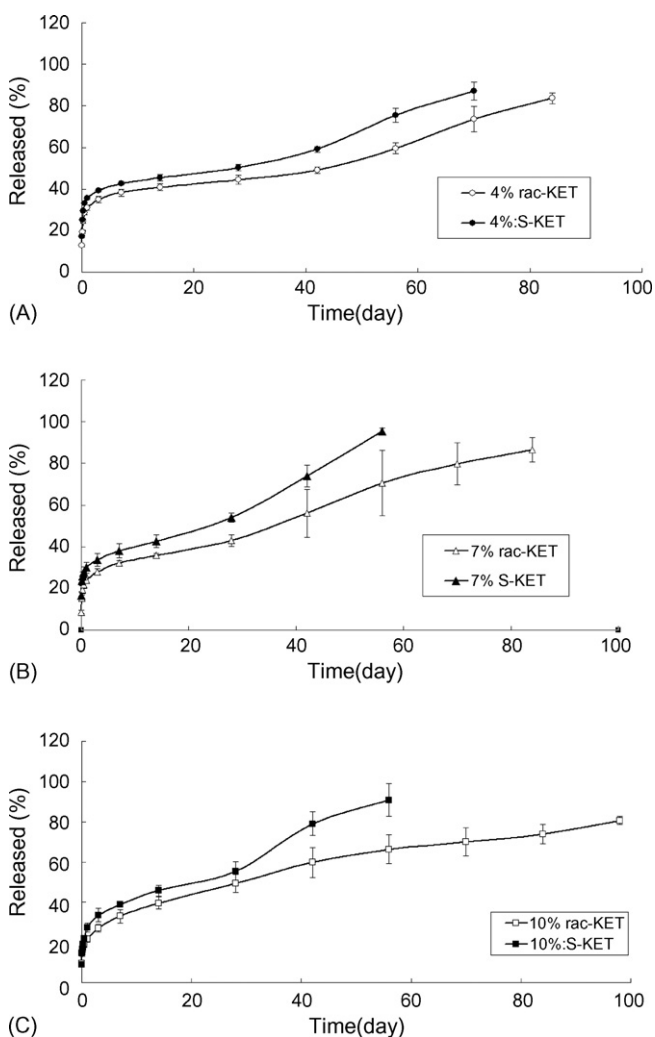 120
100
80
60
40
20
0
Released (%)
4% rac-KET
4%:S-KET
0 20 40 60 80 100
(A) Time(day)
120
100
80
60
40
20
0
Released (%)
7% rac-KET
7% S-KET
0 20 40 60 80 100
(B) Time(day)
120
100
80
60
40
20
0
Released (%)
10% rac-KET
10%:S-KET
0 20 40 60 80 100
(C) Time(day)